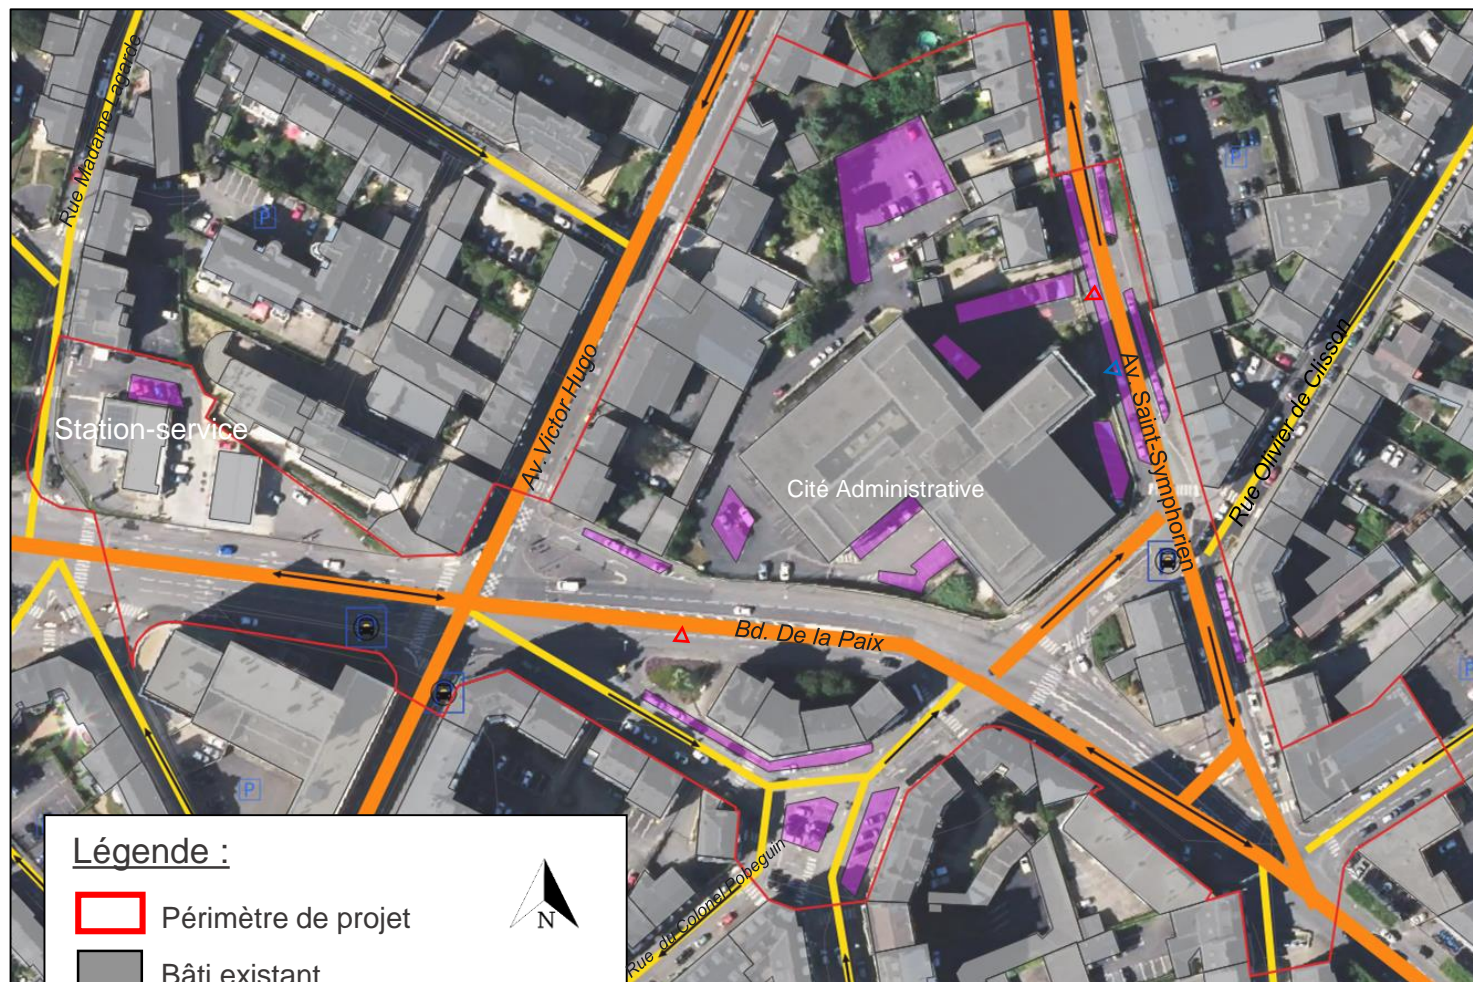 Rue Madame Lagarde
P
P
Av. Victor Hugo
Station-service
Cité Administrative
Av. Saint-Symphorien
Rue Olivier de Clisson
Bd. De la Paix
P
P
Rue du Colonel Pobeguin
Légende :
Périmètre de projet
N
Bâti existant